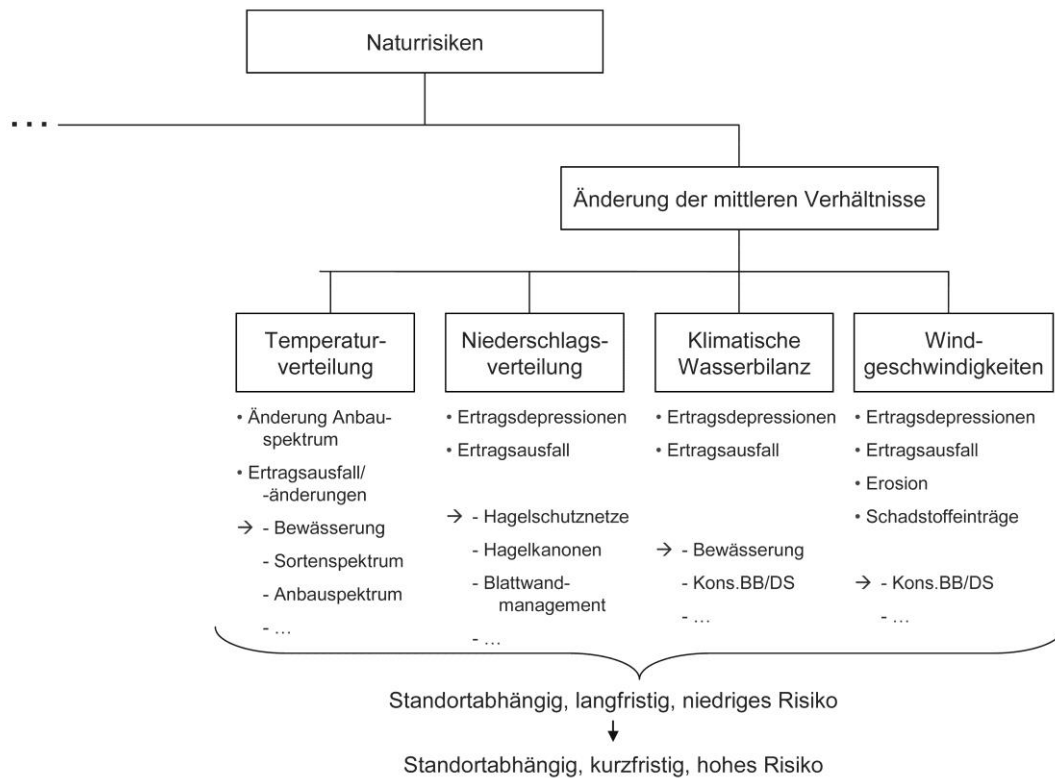 Naturrisiken
...
Änderung der mittleren Verhältnisse
Temperatur-
verteilung
• Änderung Anbau-
spektrum
• Ertragsausfall/
-änderungen
→ - Bewässerung
- Sortenspektrum
- Anbauspektrum
- ...
Niederschlags-
verteilung
• Ertragsdepressionen
• Ertragsausfall
→ - Hagelschutznetze
- Hagelkanonen
- Blattwand-
management
- ...
Klimatische
Wasserbilanz
• Ertragsdepressionen
• Ertragsausfall
→ - Bewässerung
- Kons.BB/DS
- ...
Wind-
geschwindigkeiten
• Ertragsdepressionen
• Ertragsausfall
• Erosion
• Schadstoffeinträge
→ - Kons.BB/DS
- ...
Standortabhängig, langfristig, niedriges Risiko
Standortabhängig, kurzfristig, hohes Risiko